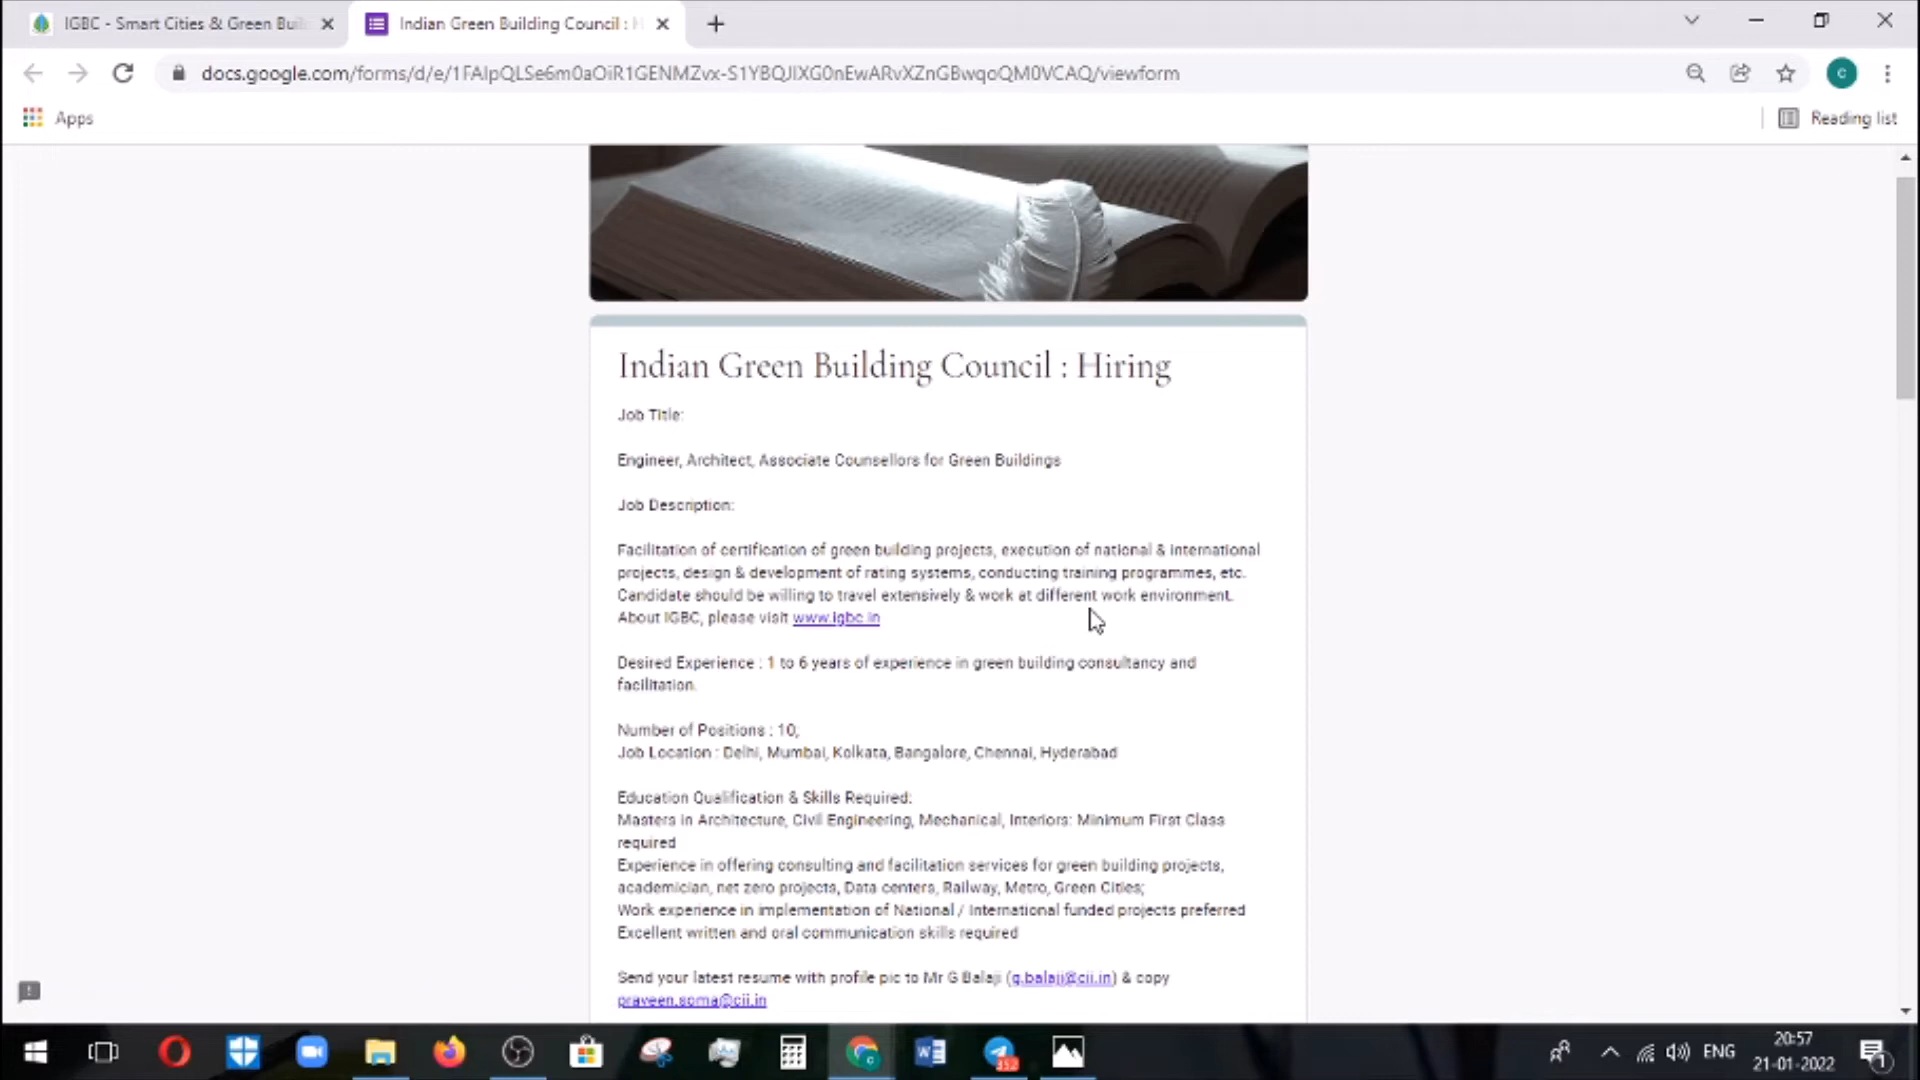 IGBC - Smart Cities & Green Buil
Indian Green Building Council : H
docs.google.com/forms/d/e/1FAIpQLSe6m0aOiR1GENMZvx-S1YBQJIXG0nEwARvXZnGBwqoQM0VCAQ/viewform
C
Apps
Reading list
Indian Green Building Council : Hiring
Job Title:
Engineer, Architect, Associate Counsellors for Green Buildings
Job Description:
Facilitation of certification of green building projects, execution of national & international
projects, design & development of rating systems, conducting training programmes, etc.
Candidate should be willing to travel extensively & work at different work environment.
About IGBC, please visit www.igbc.in
Desired Experience : 1 to 6 years of experience in green building consultancy and
facilitation.
Number of Positions : 10,
Job Location : Delhi, Mumbai, Kolkata, Bangalore, Chennai, Hyderabad
Education Qualification & Skills Required:
Masters in Architecture, Civil Engineering, Mechanical, Interiors: Minimum First Class
required
Experience in offering consulting and facilitation services for green building projects,
academician, net zero projects, Data centers, Railway, Metro, Green Cities;
Work experience in implementation of National / International funded projects preferred
Excellent written and oral communication skills required
Send your latest resume with profile pic to Mr G Balaji (g.balaji@cii.in) & copy
praveen.soma@cii.in
352
ENG
20:57
21-01-2022
1